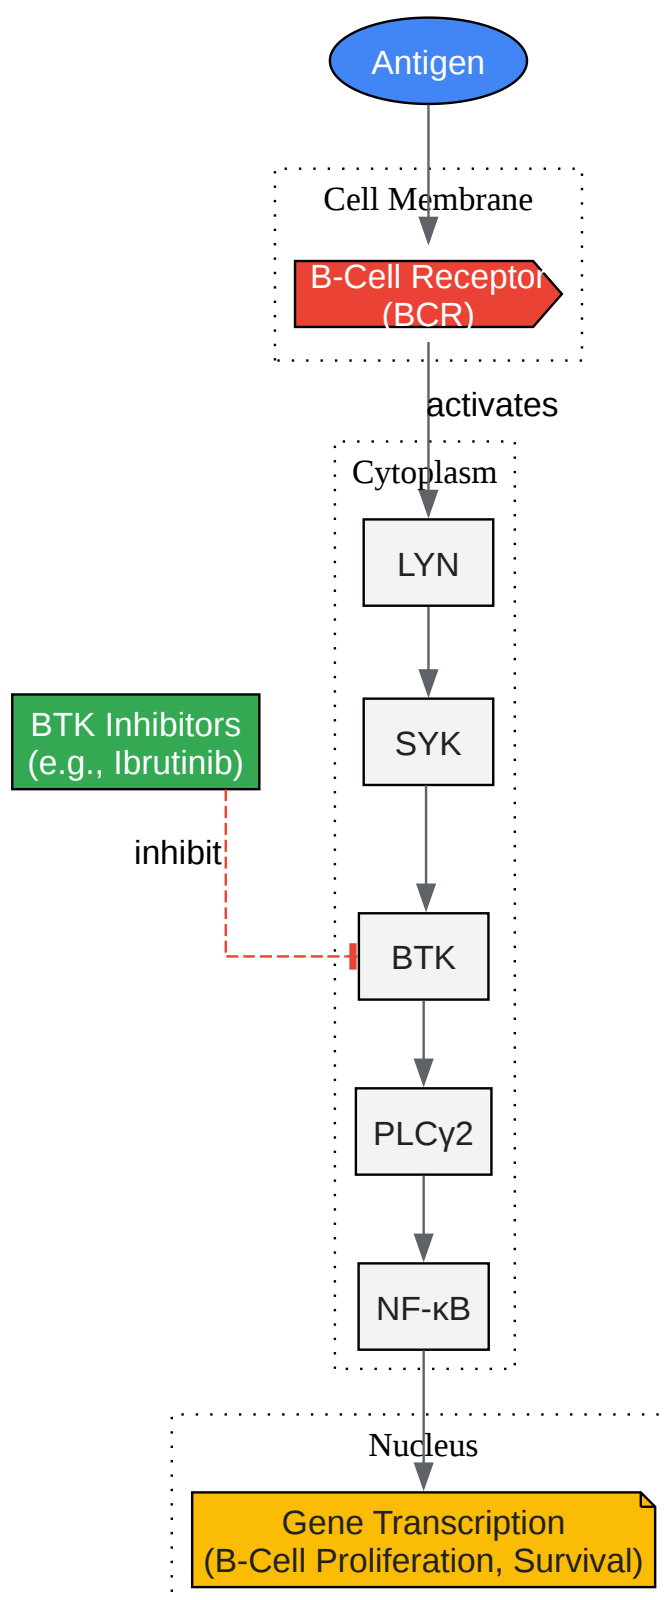 Antigen
Cell Membrane
B-Cell Receptor
(BCR)
activates
Cytoplasm
LYN
SYK
BTK Inhibitors
(e.g., Ibrutinib)
inhibit
BTK
PLCγ2
NF-κB
Nucleus
Gene Transcription
(B-Cell Proliferation, Survival)